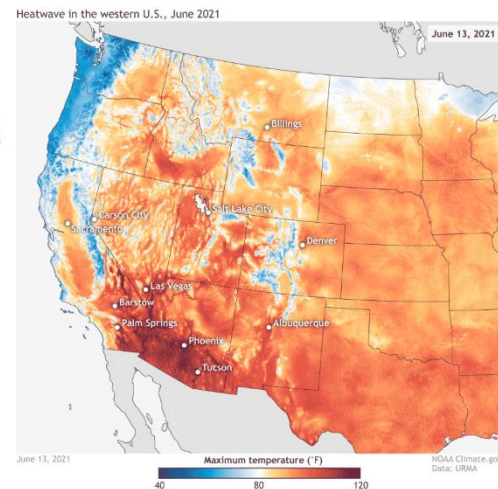 Heatwave in the western U.S., June 2021
June 13, 2021
Billings
Salt Lake City
Carson City
Sacramento
Denver
Las Vegas
Barstow
Palm Springs
Albuquerque
Phoenix
Tucson
June 13, 2021
Maximum temperature (°F)
NOAA Climate.go
Data: URMA
40
80
120